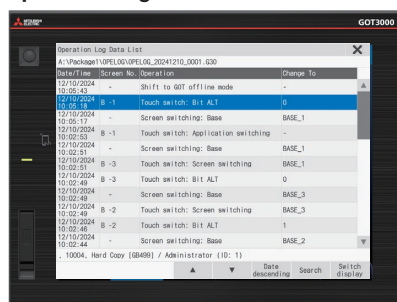 MITSUBISHI ELECTRIC
GOT3000
Operation Log Data List
A:\Package1\OPELOG\OPELOG_20241210_0001.G3O
Date/Time Screen No. Operation Change To
12/10/2024 10:05:43 - Shift to GOT offline mode -
12/10/2024 10:05:18 B -1 Touch switch: Bit ALT 0
12/10/2024 10:05:17 - Screen switching: Base BASE_1
12/10/2024 10:02:53 B -1 Touch switch: Application switching -
12/10/2024 10:02:51 - Screen switching: Base BASE_1
12/10/2024 10:02:51 B -3 Touch switch: Screen switching BASE_1
12/10/2024 10:02:49 B -3 Touch switch: Bit ALT 0
12/10/2024 10:02:49 - Screen switching: Base BASE_3
12/10/2024 10:02:49 B -2 Touch switch: Screen switching BASE_3
12/10/2024 10:02:46 B -2 Touch switch: Bit ALT 1
12/10/2024 10:02:44 - Screen switching: Base BASE_2
, 10004, Hard Copy [GB499] / Administrator (ID: 1)
▲ ▼ Date descending Search Switch display